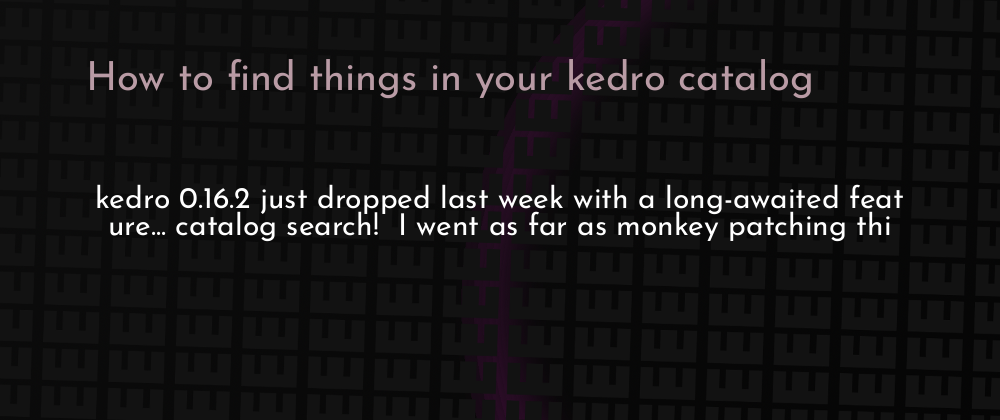 How to find things in your kedro catalog
kedro 0.16.2 just dropped last week with a long-awaited feat
ure... catalog search!  I went as far as monkey patching thi